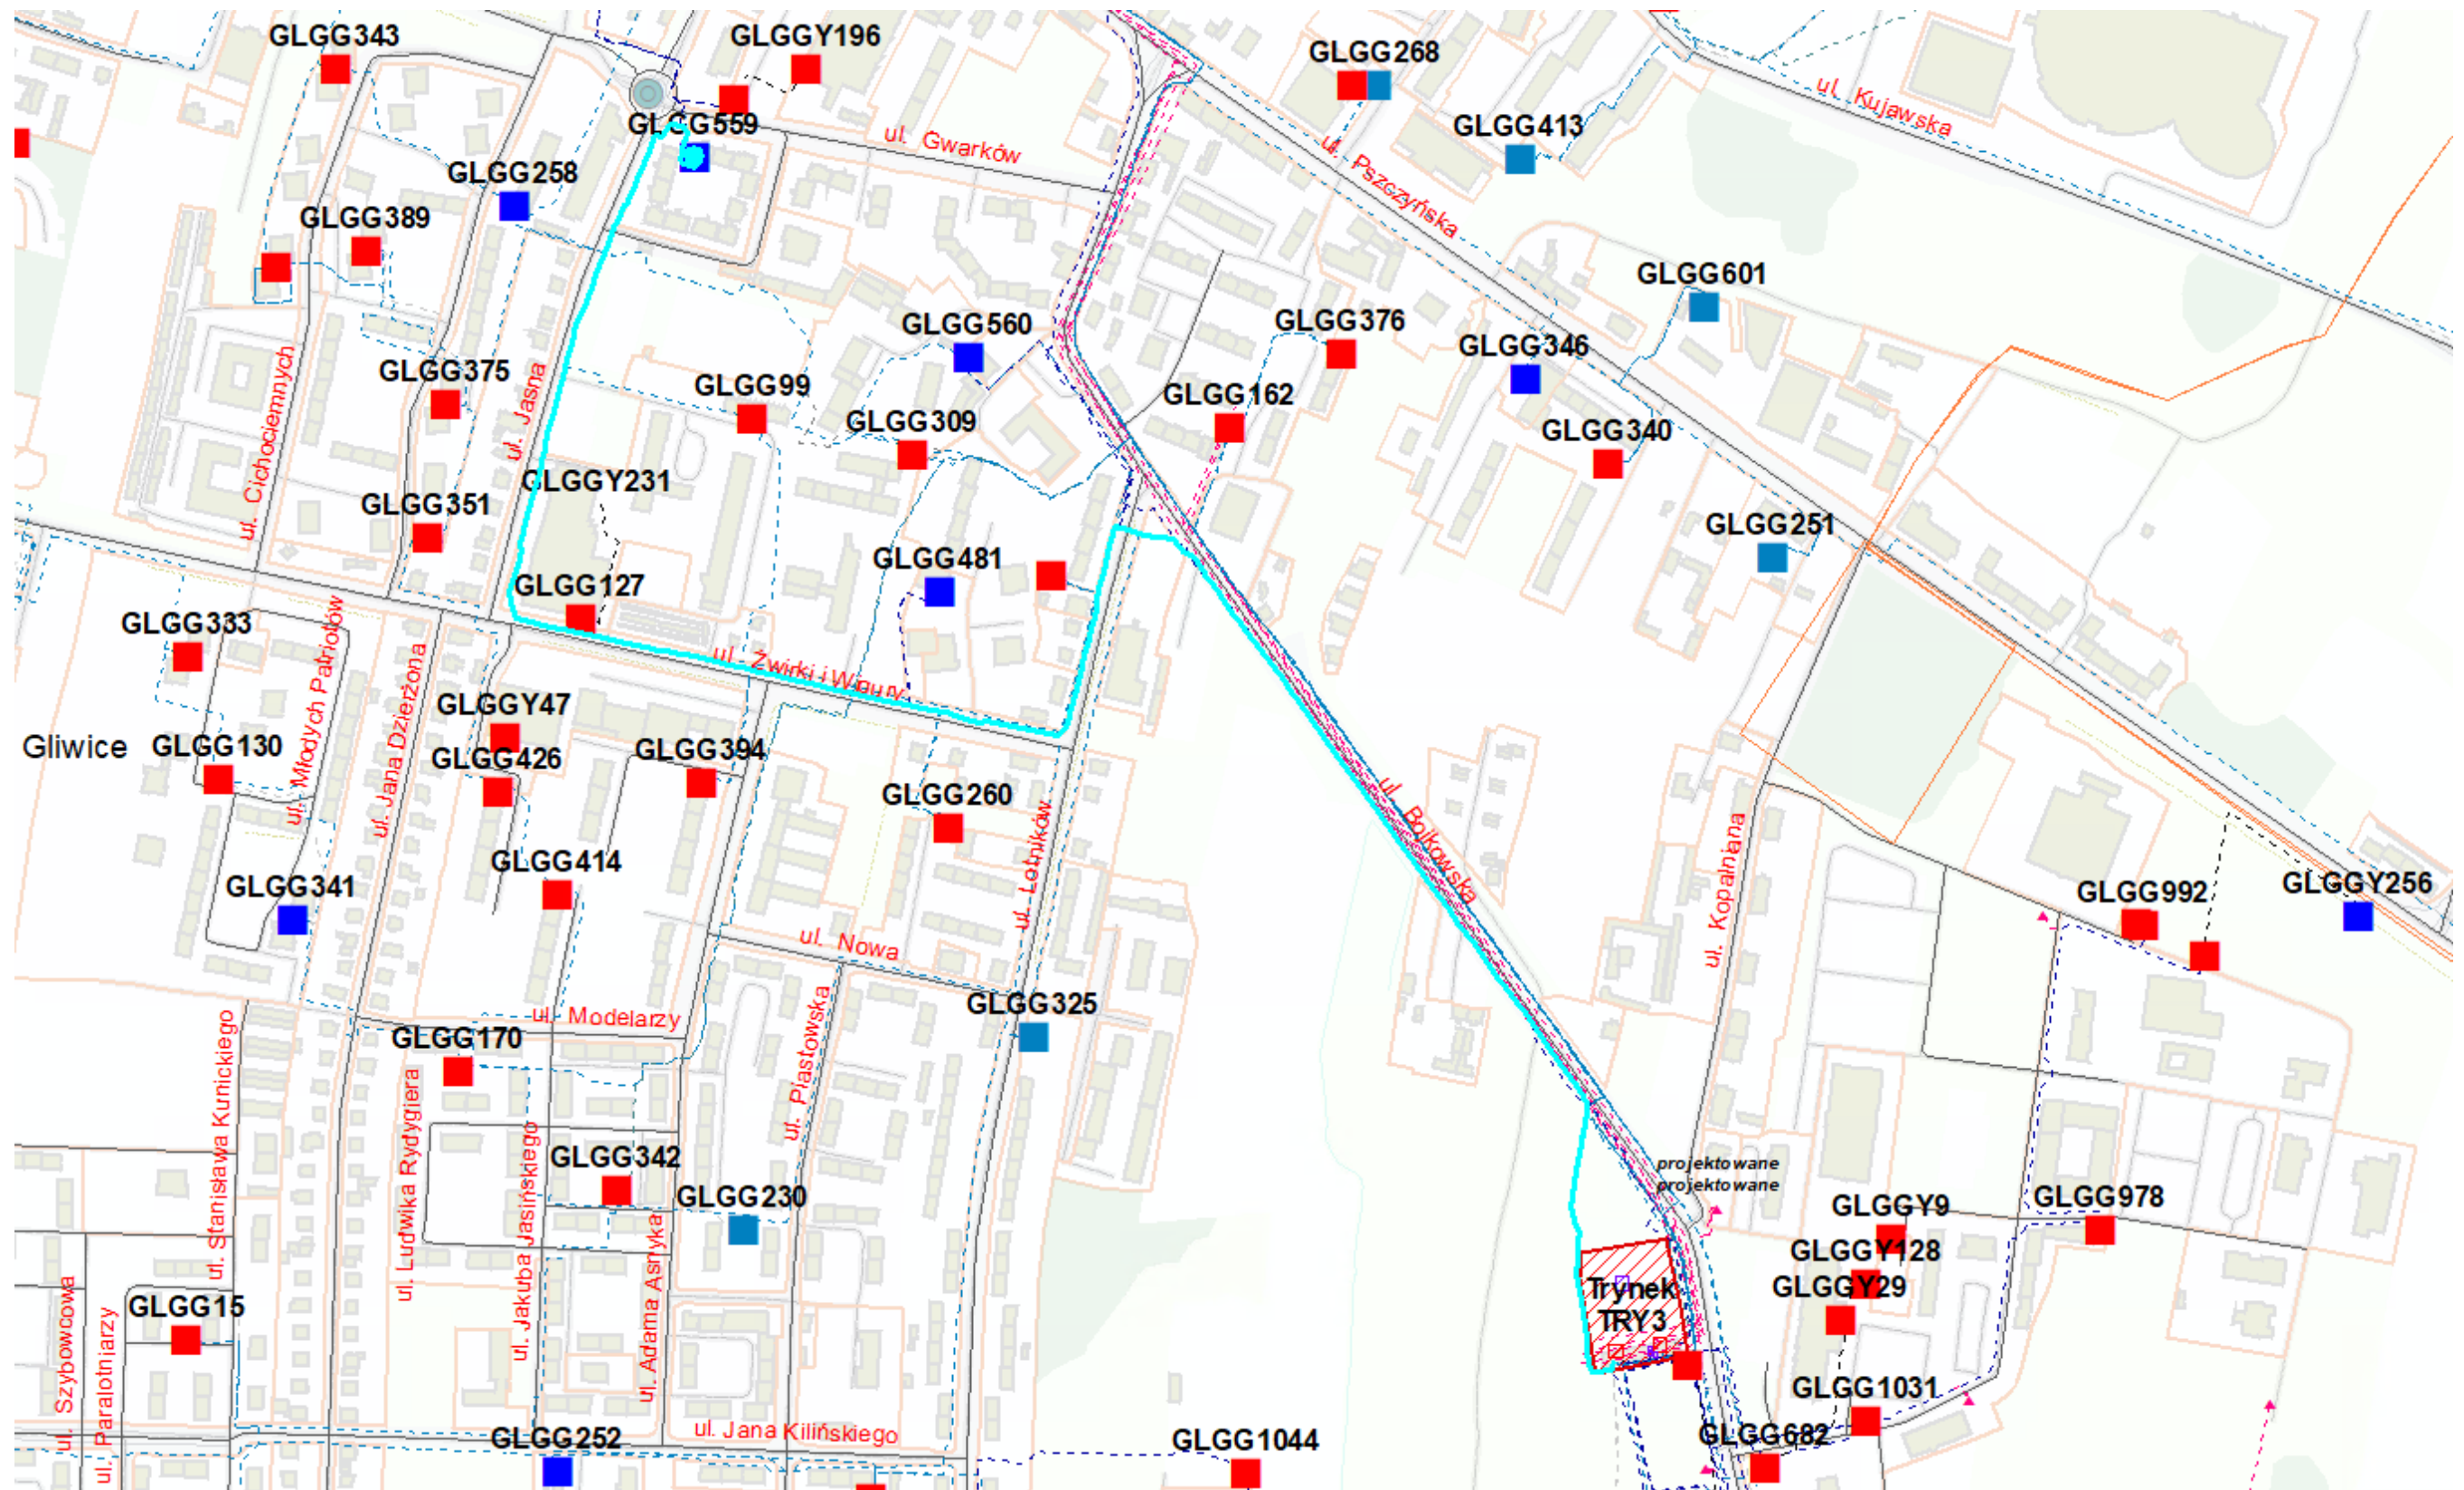 GLGG343
GLGGY196
GLGG268
GLGG559
GLGG413
ul. Kujawska
ul. Gwarków
ul. Pszczyńska
GLGG258
GLGG389
GLGG601
GLGG560
GLGG376
GLGG346
GLGG375
ul. Jasna
GLGG99
GLGG162
GLGG309
GLGG340
ul. Cichociemnych
GLGGY231
GLGG351
GLGG251
GLGG481
GLGG127
GLGG333
ul. Żwirki i Wigury
ul. Młodych Patriotów
ul. Jana Dzierżona
GLGGY47
Gliwice
GLGG130
GLGG426
GLGG394
GLGG260
ul. Bojkowska
ul. Lotników
ul. Kopalniana
GLGG414
GLGG341
GLGG992
GLGGY256
ul. Nowa
GLGG325
ul. Modelarzy
ul. Piastowska
GLGG170
ul. Stanisława Kunickiego
ul. Ludwika Rydygiera
ul. Jakuba Jasińskiego
GLGG342
GLGG230
projektowane
projektowane
GLGGY9
GLGG978
GLGGY128
GLGGY29
ul. Adama Asnyka
ul. Szybowcowa
ul. Paralotniarzy
GLGG15
Trynek
TRY3
GLGG1031
ul. Jana Kilińskiego
GLGG252
GLGG1044
GLGG682